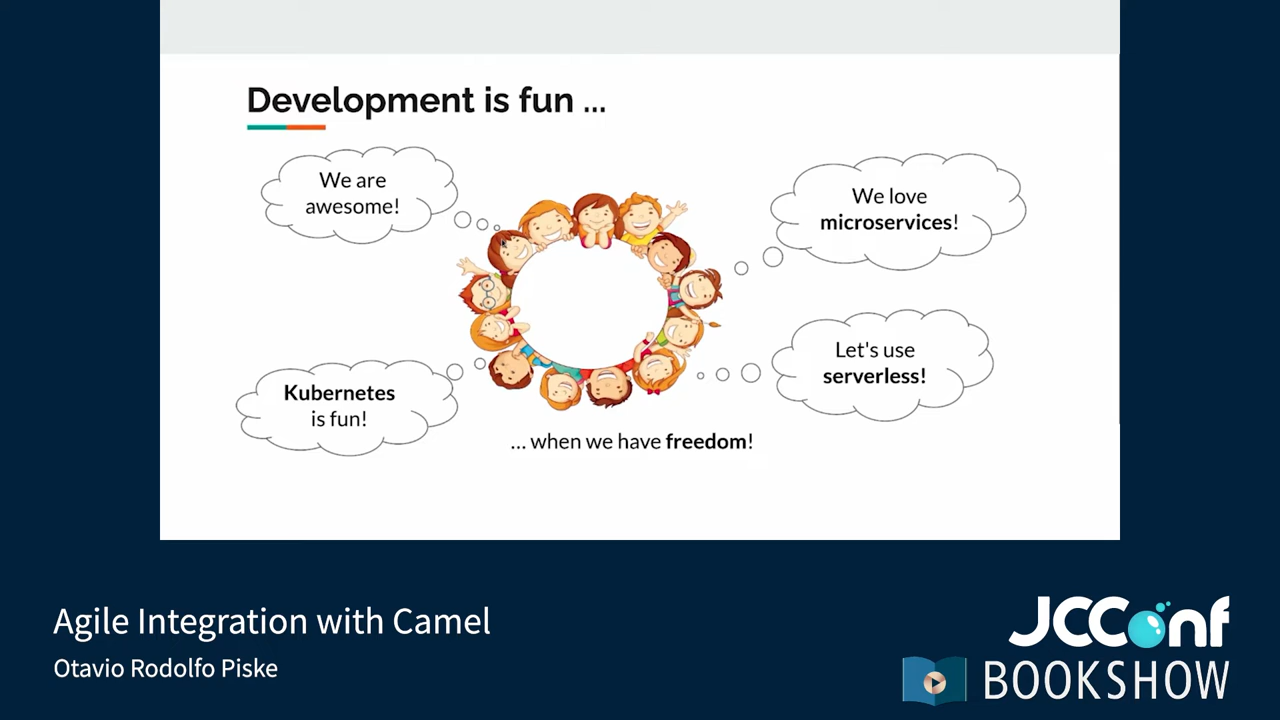 Development is fun ...
We are
awesome!
We love
microservices!
Let's use
serverless!
Kubernetes
is fun!
... when we have freedom!
Agile Integration with Camel
Otavio Rodolfo Piske
JCConf
BOOKSHOW